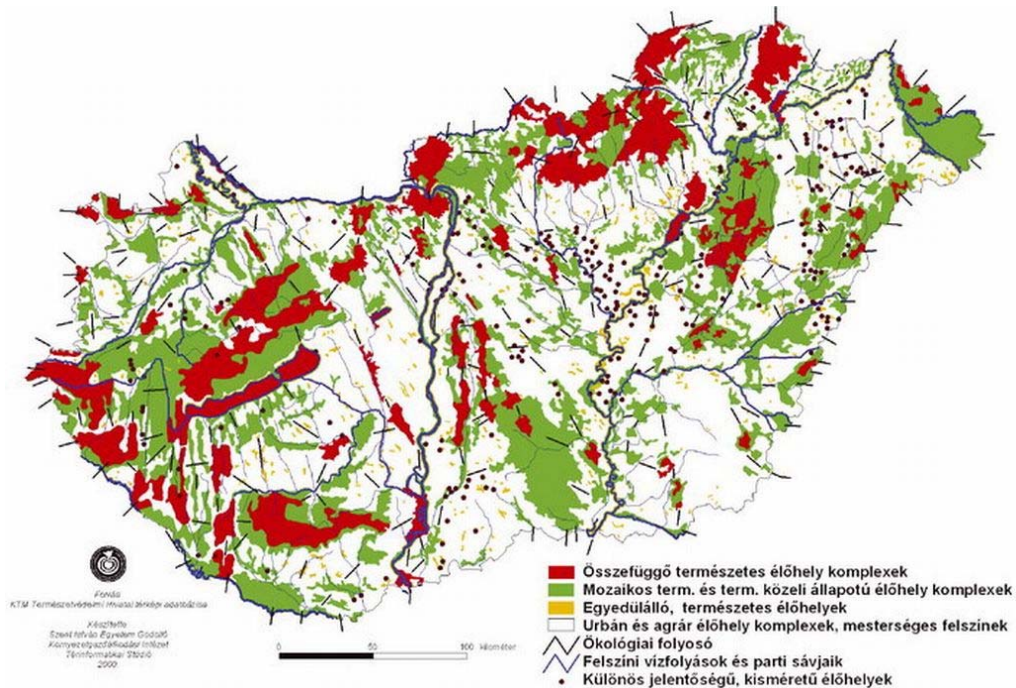 Összefüggő természetes élőhely komplexek
Mozaikos term. és term. közeli állapotú élőhely komplexek
Egyedülálló, természetes élőhelyek
Urbán és agrár élőhely komplexek, mesterséges felszínek
Ökológiai folyosó
Felszíni vízfolyások és parti sávjaik
Különös jelentőségű, kisméretű élőhelyek
Forrás
KTM Természetvédelmi Hivatal térképi adatbázisa
Készítette
Szent István Egyetem Gödöllő
Környezetgazdálkodási Intézet
Térinformatikai Stúdió
2000
0 50 100 kilométer